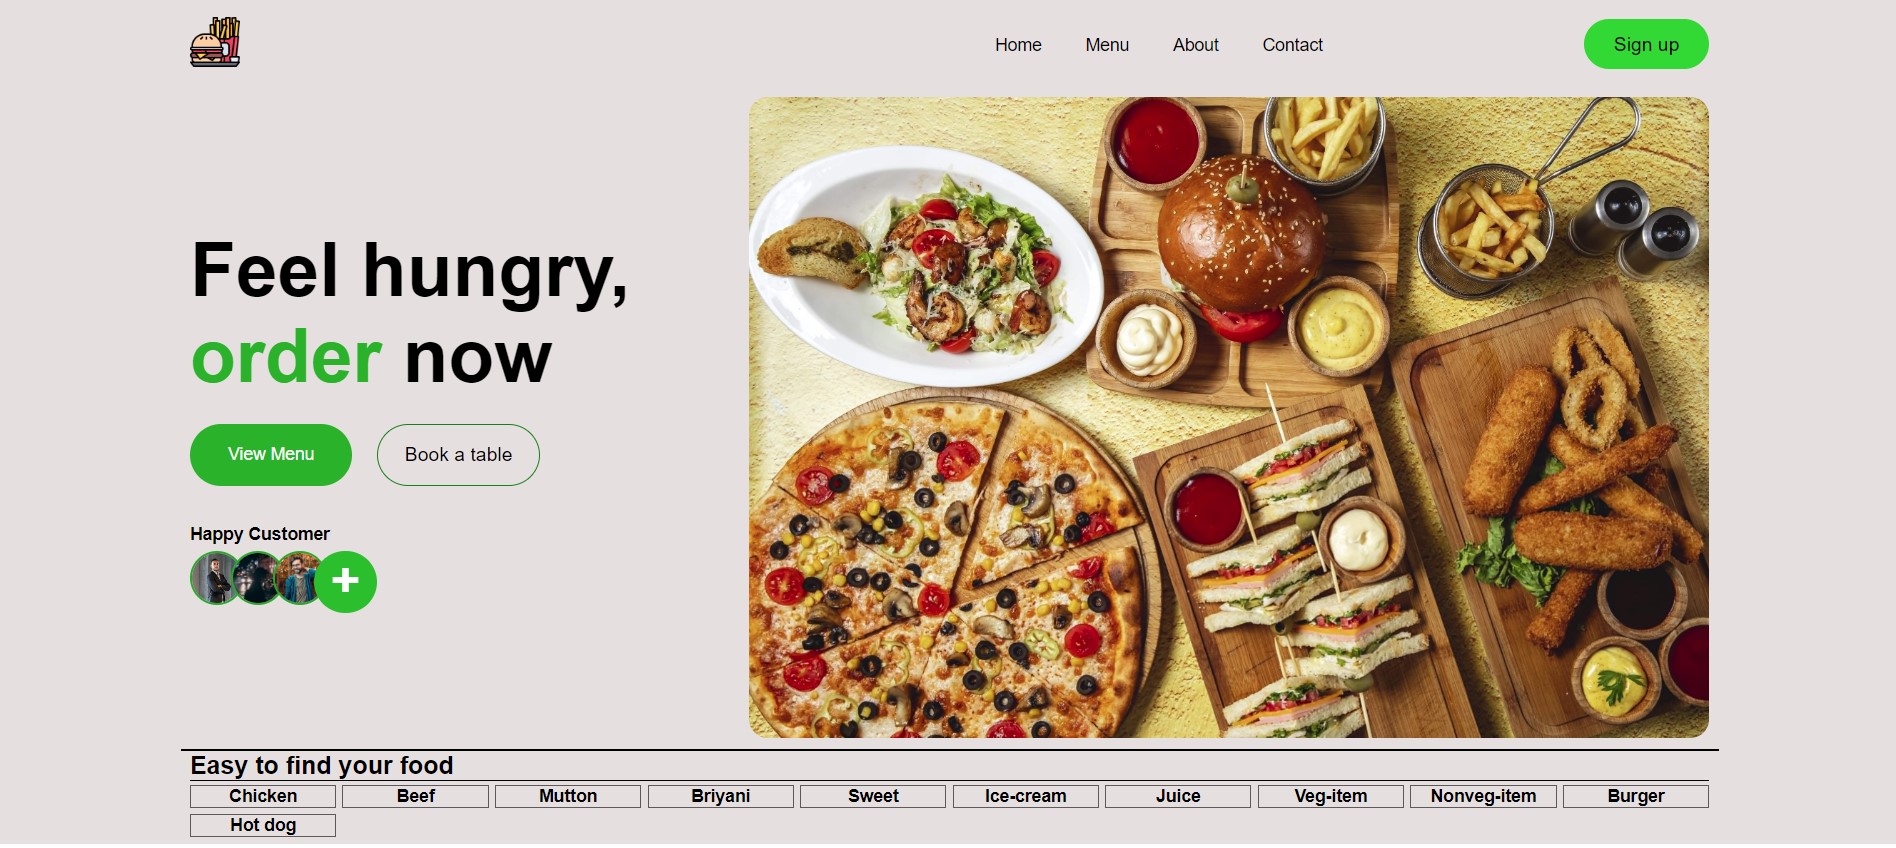 Home Menu About Contact Sign up
Feel hungry,
order now
View Menu Book a table
Happy Customer
+
Easy to find your food
Chicken Beef Mutton Briyani Sweet Ice-cream Juice Veg-item Nonveg-item Burger
Hot dog